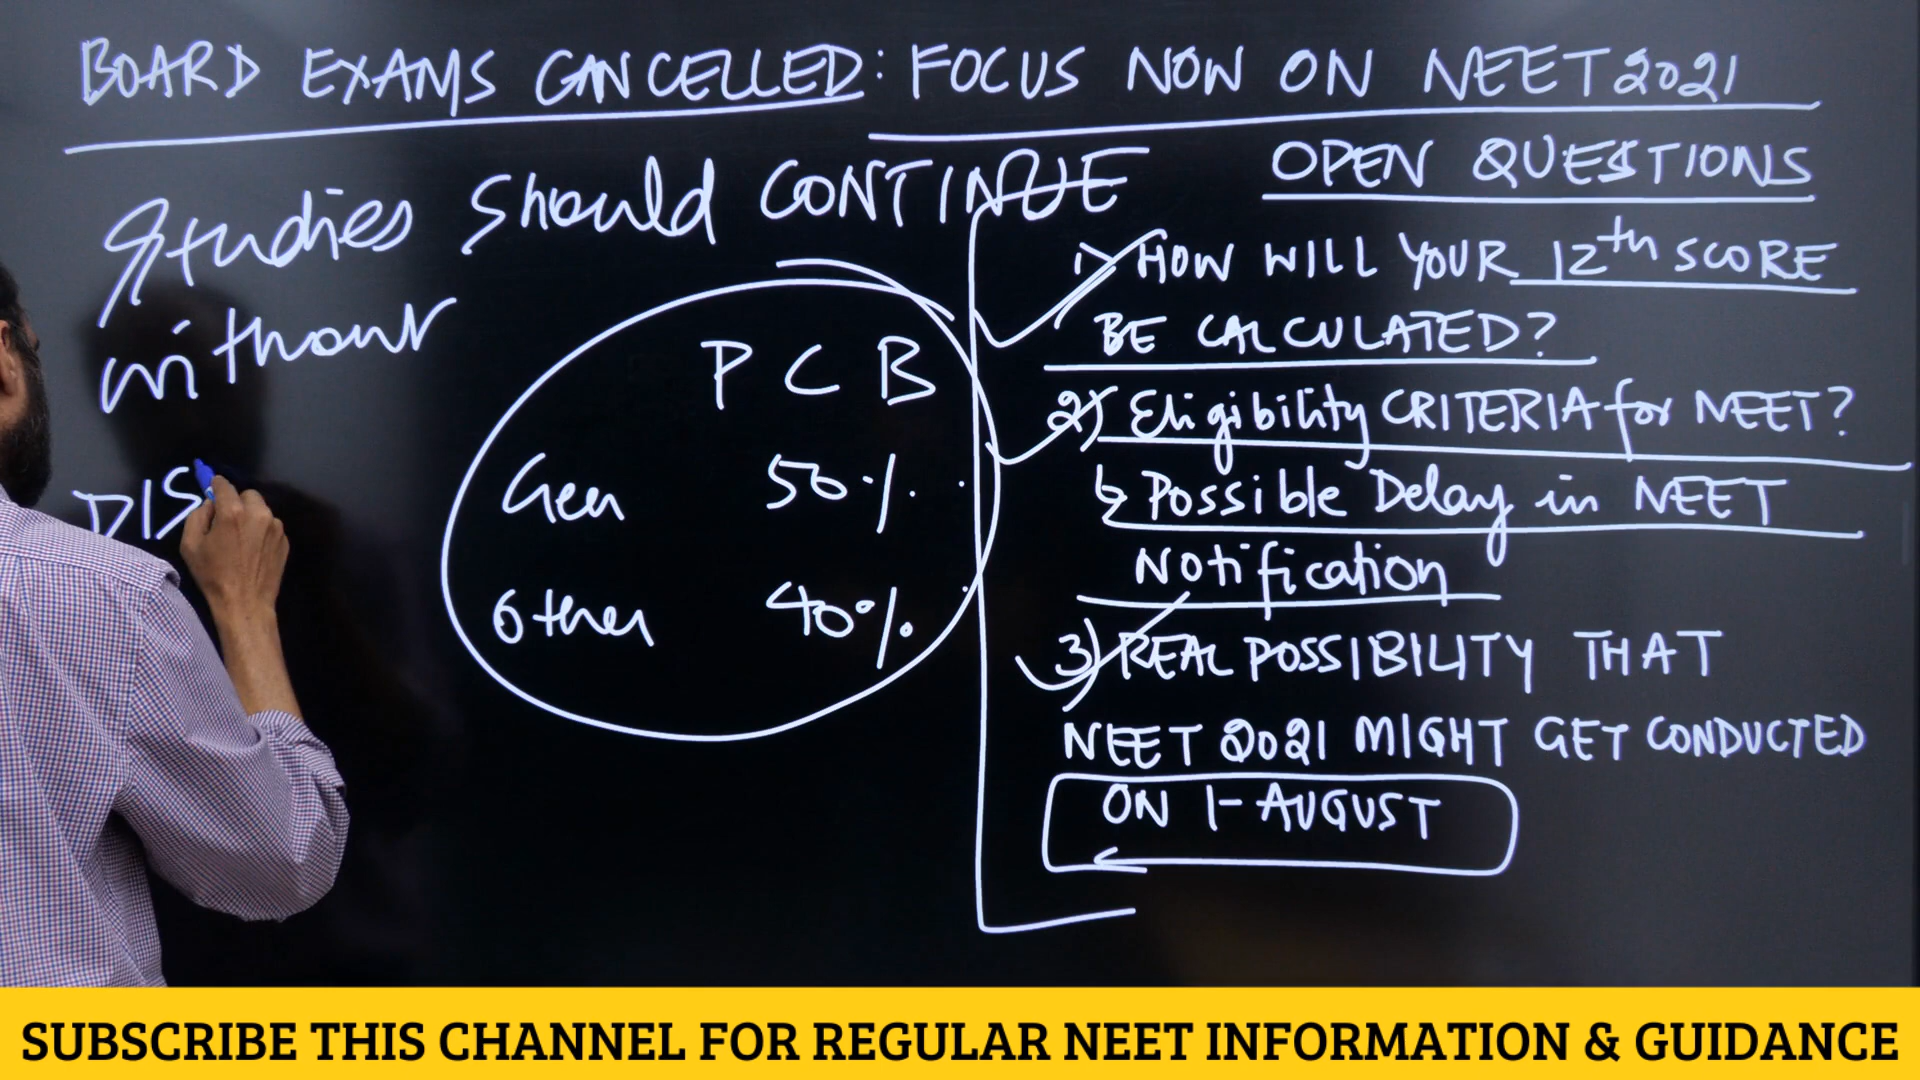 BOARD EXAMS CANCELLED: FOCUS NOW ON NEET 2021
Studies Should CONTINUE
without
DIS
P C B
Gen 50%
Other 40%
OPEN QUESTIONS
1) HOW WILL YOUR 12th SCORE
BE CALCULATED?
2) Eligibility CRITERIA for NEET?
↳ Possible Delay in NEET
Notification
3) REAL POSSIBILITY THAT
NEET 2021 MIGHT GET CONDUCTED
ON 1-AUGUST
SUBSCRIBE THIS CHANNEL FOR REGULAR NEET INFORMATION & GUIDANCE